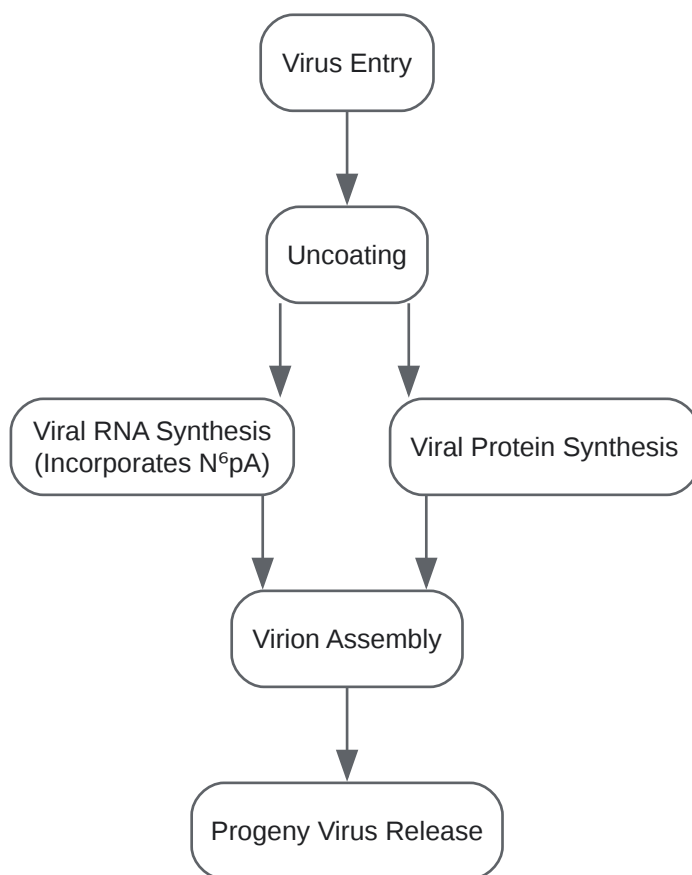 Virus Entry
Uncoating
Viral RNA Synthesis
(Incorporates N⁶pA)
Viral Protein Synthesis
Virion Assembly
Progeny Virus Release